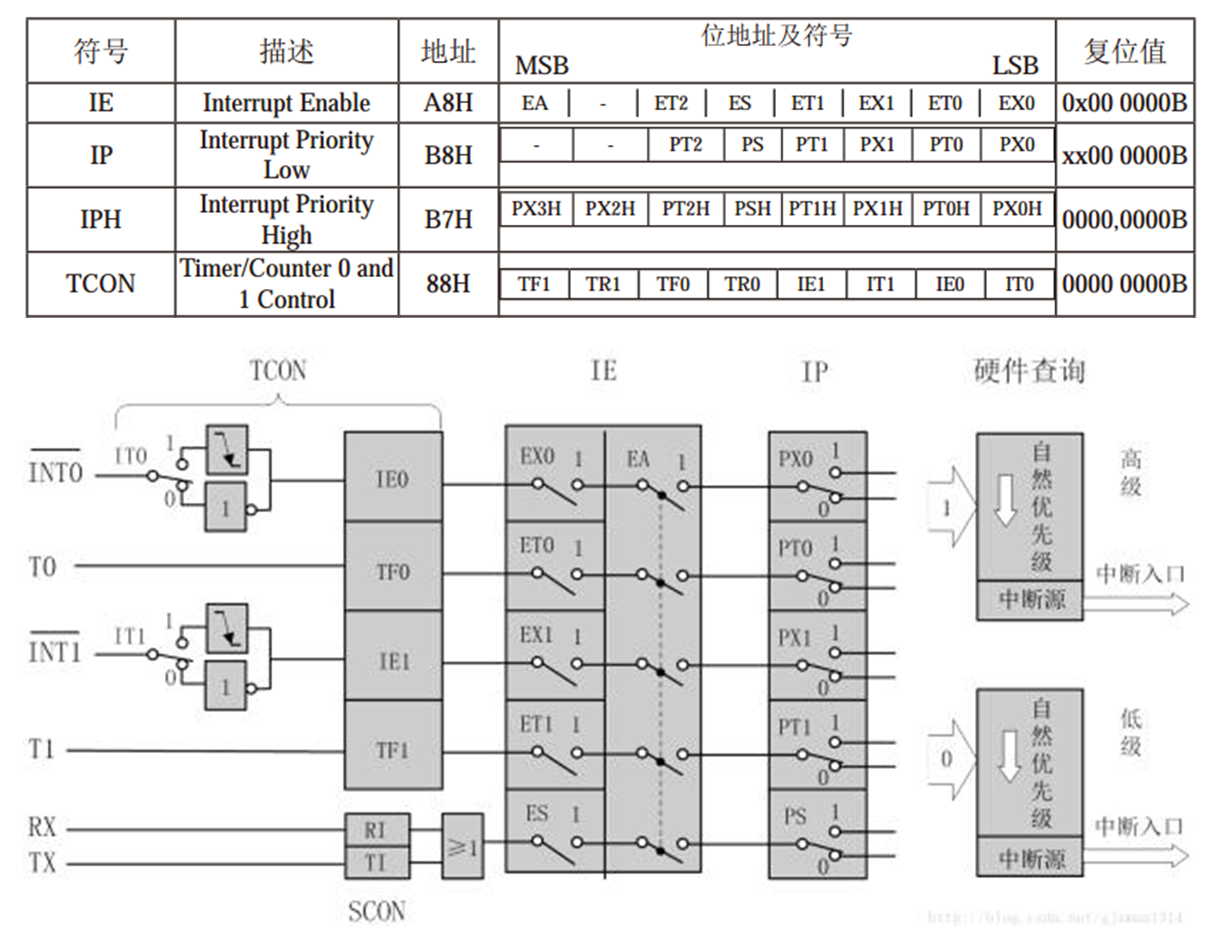 符号 描述 地址 位地址及符号 复位值
MSB LSB
IE Interrupt Enable A8H EA - ET2 ES ET1 EX1 ET0 EX0 0x00 0000B
IP Interrupt Priority Low B8H - - PT2 PS PT1 PX1 PT0 PX0 xx00 0000B
IPH Interrupt Priority High B7H PX3H PX2H PT2H PSH PT1H PX1H PT0H PX0H 0000,0000B
TCON Timer/Counter 0 and 1 Control 88H TF1 TR1 TF0 TR0 IE1 IT1 IE0 IT0 0000 0000B
TCON IE IP 硬件查询
INT0 IT0 1 0 1 IE0 EX0 1 EA 1 PX0 1 0
T0 TF0 ET0 1 PT0 1 0
INT1 IT1 1 0 1 IE1 EX1 1 PX1 1 0
T1 TF1 ET1 1 PT1 1 0
RX RI ≥1 ES 1 PS 1 0
TX TI
SCON
1 自然优先级 高级
中断源 中断入口
0 自然优先级 低级
中断源 中断入口